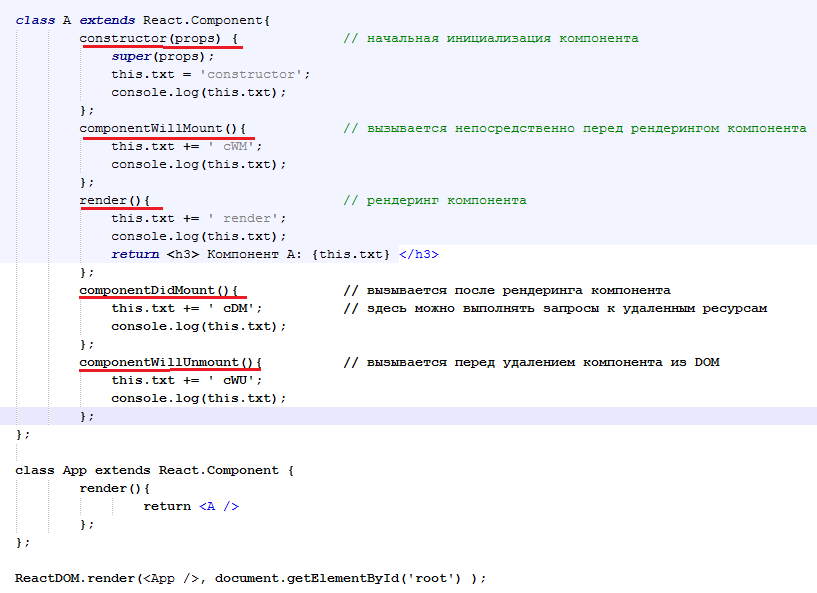 class A extends React.Component{
constructor(props) { // начальная инициализация компонента
super(props);
this.txt = 'constructor';
console.log(this.txt);
};
componentWillMount(){ // вызывается непосредственно перед рендерингом компонента
this.txt += ' cWM';
console.log(this.txt);
};
render(){ // рендеринг компонента
this.txt += ' render';
console.log(this.txt);
return <h3> Компонент A: {this.txt} </h3>
};
componentDidMount(){ // вызывается после рендеринга компонента
this.txt += ' cDM'; // здесь можно выполнять запросы к удаленным ресурсам
console.log(this.txt);
};
componentWillUnmount(){ // вызывается перед удалением компонента из DOM
this.txt += ' cWU';
console.log(this.txt);
};
};
class App extends React.Component {
render(){
return <A />
};
};
ReactDOM.render(<App />, document.getElementById('root') );